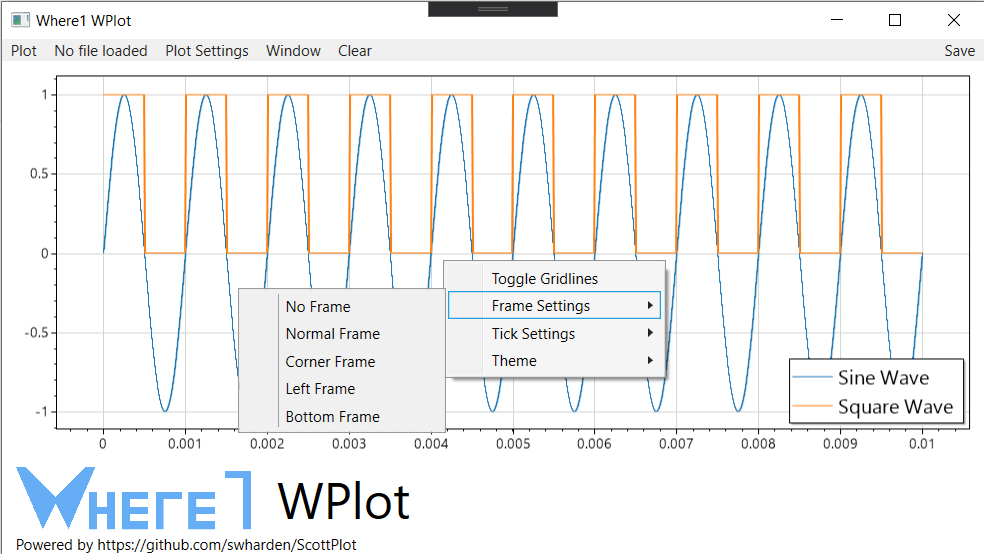 Where1 WPlot
Plot No file loaded Plot Settings Window Clear Save
1
0.5
0
-0.5
-1
Toggle Gridlines
Frame Settings
Tick Settings
Theme
No Frame
Normal Frame
Corner Frame
Left Frame
Bottom Frame
Sine Wave
Square Wave
0 0.001 0.002 0.003 0.004 0.005 0.006 0.007 0.008 0.009 0.01
Where1 WPlot
Powered by https://github.com/swharden/ScottPlot